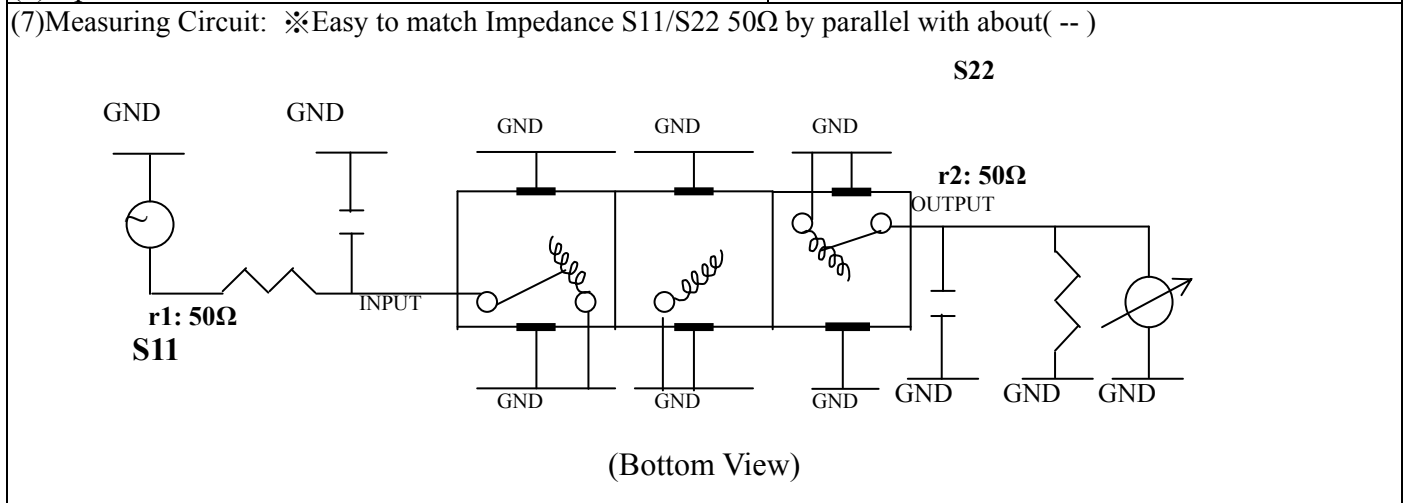 (7)Measuring Circuit: ※Easy to match Impedance S11/S22 50Ω by parallel with about( -- )
S22
GND GND GND GND GND
r2: 50Ω
OUTPUT
INPUT
r1: 50Ω
S11
GND GND GND GND GND GND
(Bottom View)